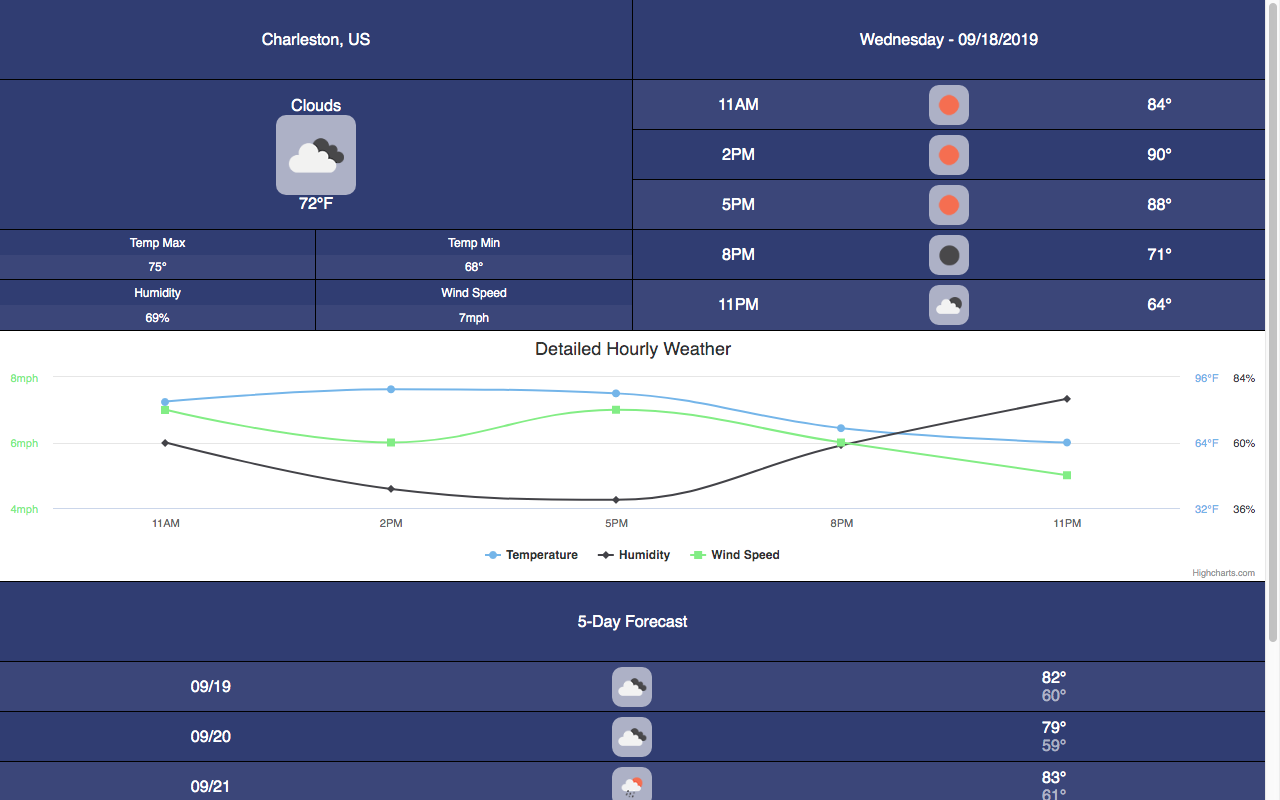 Charleston, US
Wednesday - 09/18/2019
Clouds
72°F
Temp Max
Temp Min
75°
68°
Humidity
Wind Speed
69%
7mph
11AM 84°
2PM 90°
5PM 88°
8PM 71°
11PM 64°
Detailed Hourly Weather
8mph 96°F 84%
6mph 64°F 60%
4mph 32°F 36%
11AM 2PM 5PM 8PM 11PM
Temperature Humidity Wind Speed
Highcharts.com
5-Day Forecast
09/19 82°
60°
09/20 79°
59°
09/21 83°
61°